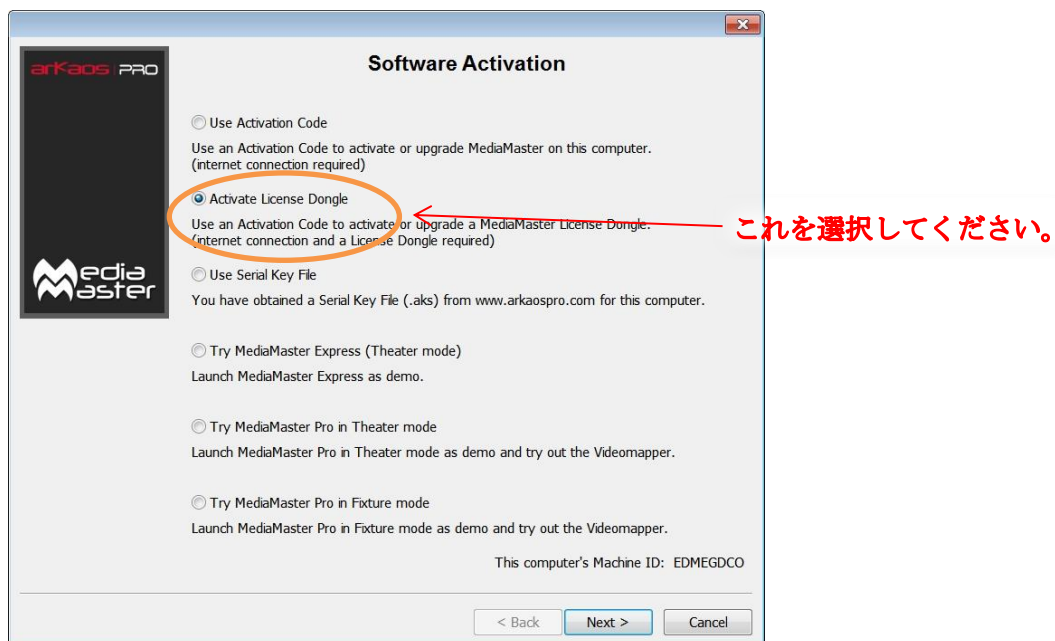 Software Activation
arKaos PRO
Use Activation Code
Use an Activation Code to activate or upgrade MediaMaster on this computer.
(internet connection required)
Activate License Dongle
Use an Activation Code to activate or upgrade a MediaMaster License Dongle.
(internet connection and a License Dongle required)
これを選択してください。
Use Serial Key File
Media
Master
You have obtained a Serial Key File (.aks) from www.arkaospro.com for this computer.
Try MediaMaster Express (Theater mode)
Launch MediaMaster Express as demo.
Try MediaMaster Pro in Theater mode
Launch MediaMaster Pro in Theater mode as demo and try out the Videomapper.
Try MediaMaster Pro in Fixture mode
Launch MediaMaster Pro in Fixture mode as demo and try out the Videomapper.
This computer's Machine ID: EDMEGDCO
< Back
Next >
Cancel